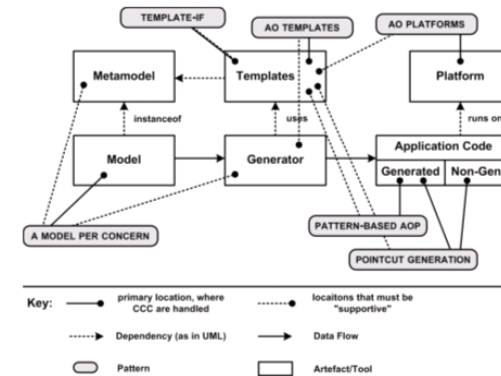 TEMPLATE-IF
AO TEMPLATES
AO PLATFORMS
Metamodel
Templates
Platform
instanceof
uses
runs on
Model
Generator
Application Code
Generated
Non-Gen
A MODEL PER CONCERN
PATTERN-BASED AOP
POINTCUT GENERATION
Key:
primary location, where
CCC are handled
locaitons that must be
"supportive"
Dependency (as in UML)
Data Flow
Pattern
Artefact/Tool